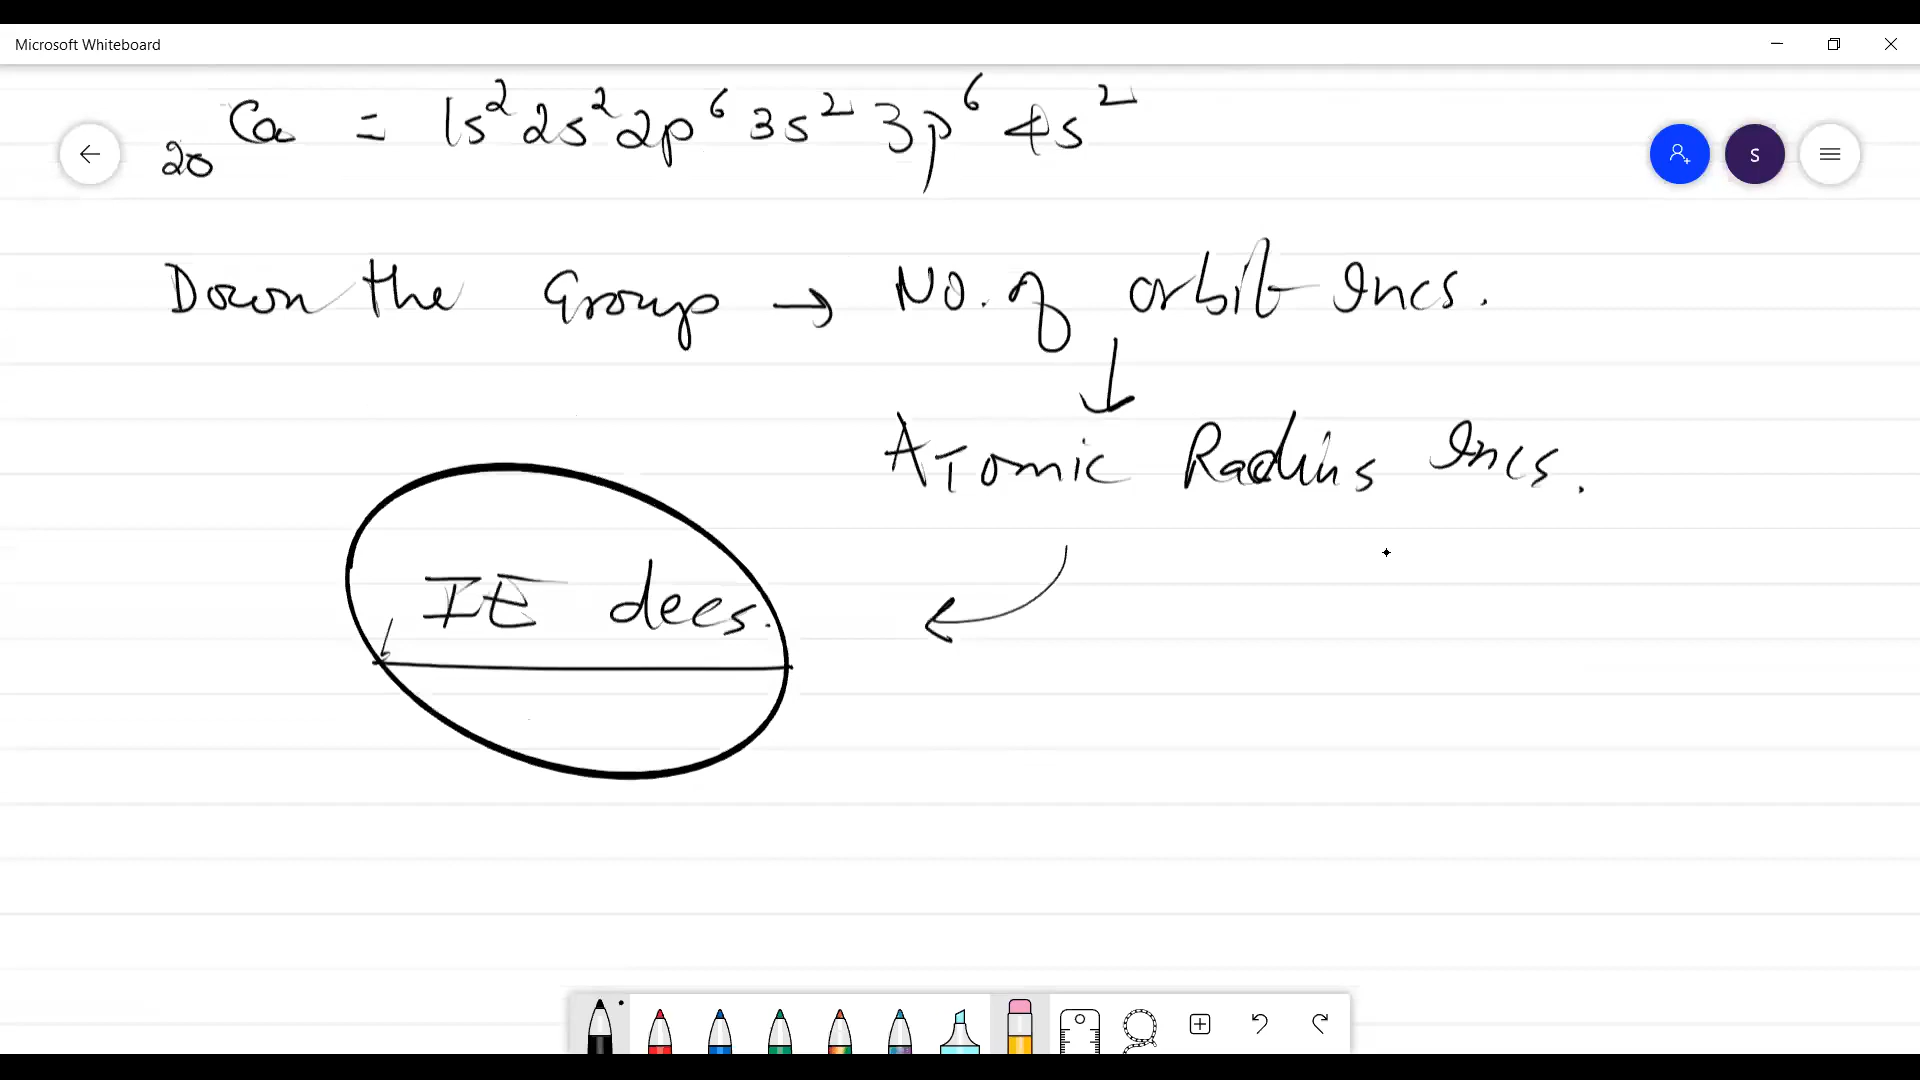 Microsoft Whiteboard
₂₀Ca = 1s² 2s² 2p⁶ 3s² 3p⁶ 4s²
S
Down the Group → No. of orbit Incs.
↓
Atomic Radius Incs.
IE decs. ←